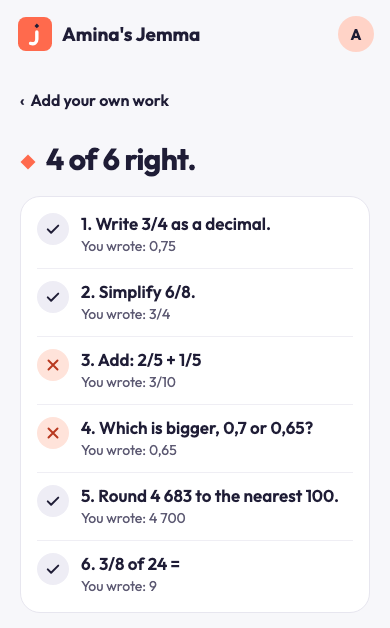 Amina's Jemma
A
‹ Add your own work
4 of 6 right.
1. Write 3/4 as a decimal.
You wrote: 0,75
2. Simplify 6/8.
You wrote: 3/4
3. Add: 2/5 + 1/5
You wrote: 3/10
4. Which is bigger, 0,7 or 0,65?
You wrote: 0,65
5. Round 4 683 to the nearest 100.
You wrote: 4 700
6. 3/8 of 24 =
You wrote: 9